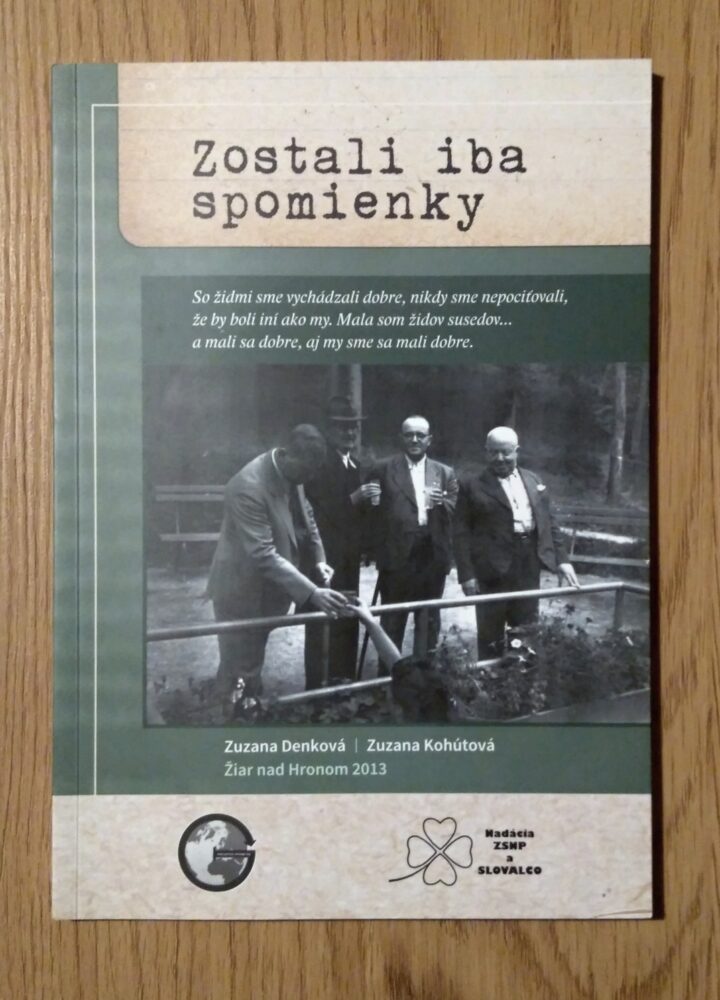 Zostali iba
spomienky
So židmi sme vychádzali dobre, nikdy sme nepociťovali,
že by boli iní ako my. Mala som židov susedov...
a mali sa dobre, aj my sme sa mali dobre.
Zuzana Denková | Zuzana Kohútová
Žiar nad Hronom 2013
Nadácia
ZSNP
a
SLOVALCO